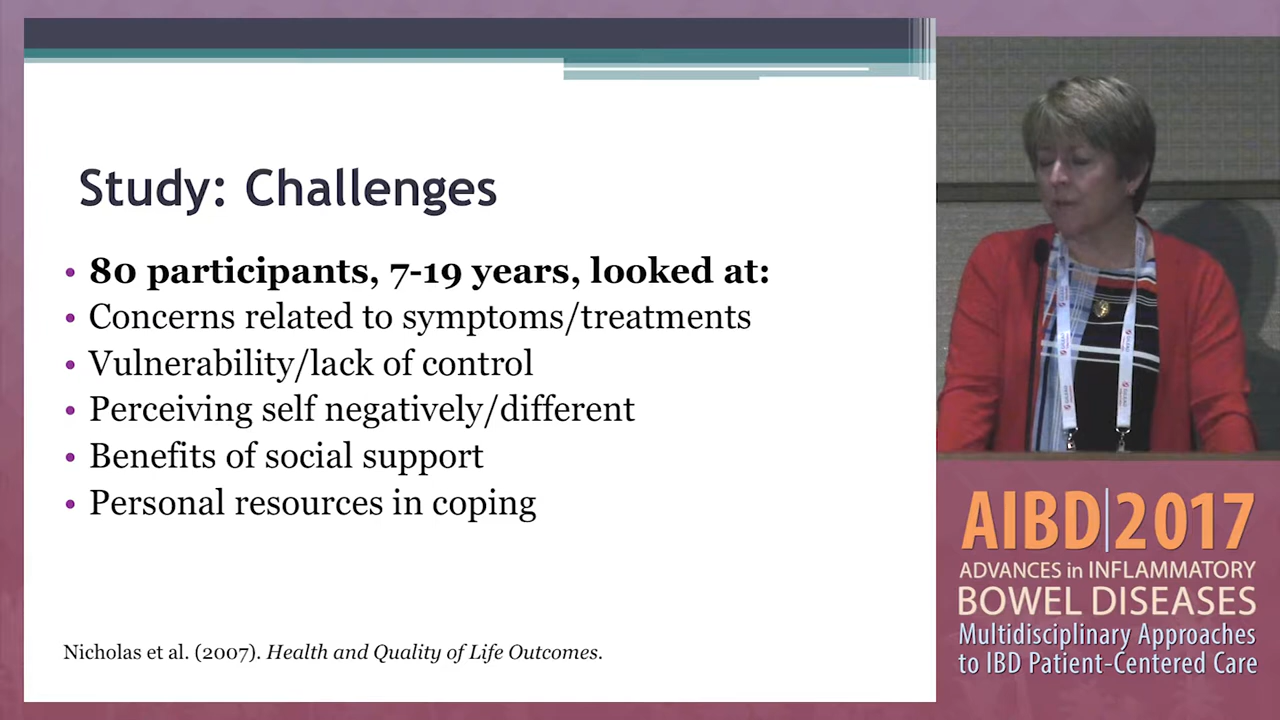 Study: Challenges
• 80 participants, 7-19 years, looked at:
• Concerns related to symptoms/treatments
• Vulnerability/lack of control
• Perceiving self negatively/different
• Benefits of social support
• Personal resources in coping
Nicholas et al. (2007). Health and Quality of Life Outcomes.
AIBD|2017
ADVANCES in INFLAMMATORY
BOWEL DISEASES
Multidisciplinary Approaches
to IBD Patient-Centered Care